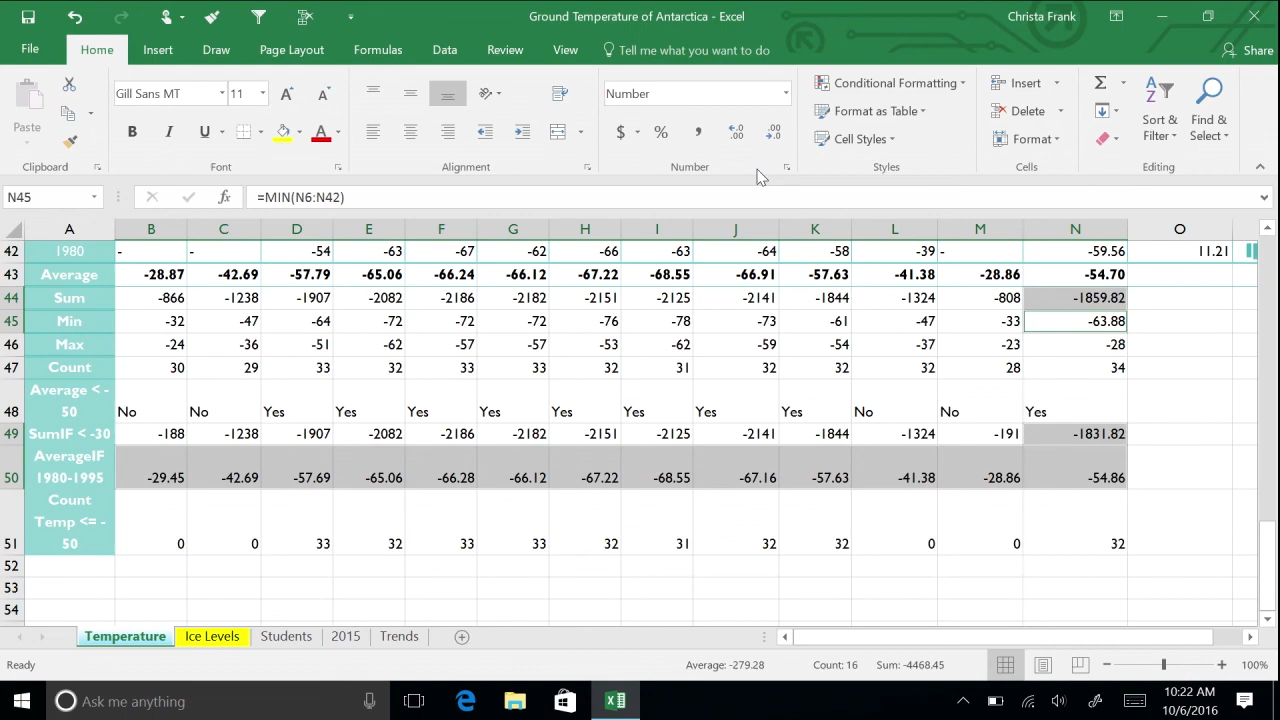 Ground Temperature of Antarctica - Excel
Christa Frank
File Home Insert Draw Page Layout Formulas Data Review View Tell me what you want to do Share
Paste
Gill Sans MT 11
B I U A A A
Number
$ %
Conditional Formatting
Format as Table
Cell Styles
Insert
Delete
Format
Sort & Filter
Find & Select
Clipboard Font Alignment Number Styles Cells Editing
N45 fx =MIN(N6:N42)
A B C D E F G H I J K L M N O
42 1980 - - -54 -63 -67 -62 -66 -63 -64 -58 -39 - -59.56 11.21
43 Average -28.87 -42.69 -57.79 -65.06 -66.24 -66.12 -67.22 -68.55 -66.91 -57.63 -41.38 -28.86 -54.70
44 Sum -866 -1238 -1907 -2082 -2186 -2182 -2151 -2125 -2141 -1844 -1324 -808 -1859.82
45 Min -32 -47 -64 -72 -72 -72 -76 -78 -73 -61 -47 -33 -63.88
46 Max -24 -36 -51 -62 -57 -57 -53 -62 -59 -54 -37 -23 -28
47 Count 30 29 33 32 33 33 32 31 32 32 32 28 34
Average < -
48 50 No No Yes Yes Yes Yes Yes Yes Yes Yes No No Yes
49 SumIF < -30 -188 -1238 -1907 -2082 -2186 -2182 -2151 -2125 -2141 -1844 -1324 -191 -1831.82
AverageIF
50 1980-1995 -29.45 -42.69 -57.69 -65.06 -66.28 -66.12 -67.22 -68.55 -67.16 -57.63 -41.38 -28.86 -54.86
Count
Temp <= -
51 50 0 0 33 32 33 33 32 31 32 32 0 0 32
52
53
54
Temperature Ice Levels Students 2015 Trends
Ready Average: -279.28 Count: 16 Sum: -4468.45 100%
Ask me anything
10:22 AM
10/6/2016